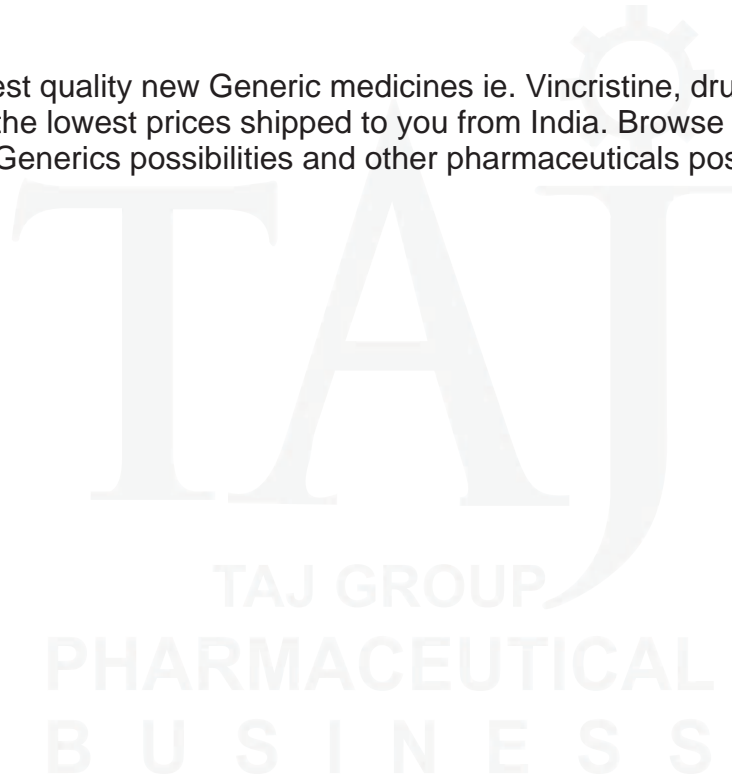 est quality new Generic medicines ie. Vincristine, dru
the lowest prices shipped to you from India. Browse
Generics possibilities and other pharmaceuticals pos
TAJ
TAJ GROUP
PHARMACEUTICAL
BUSINESS